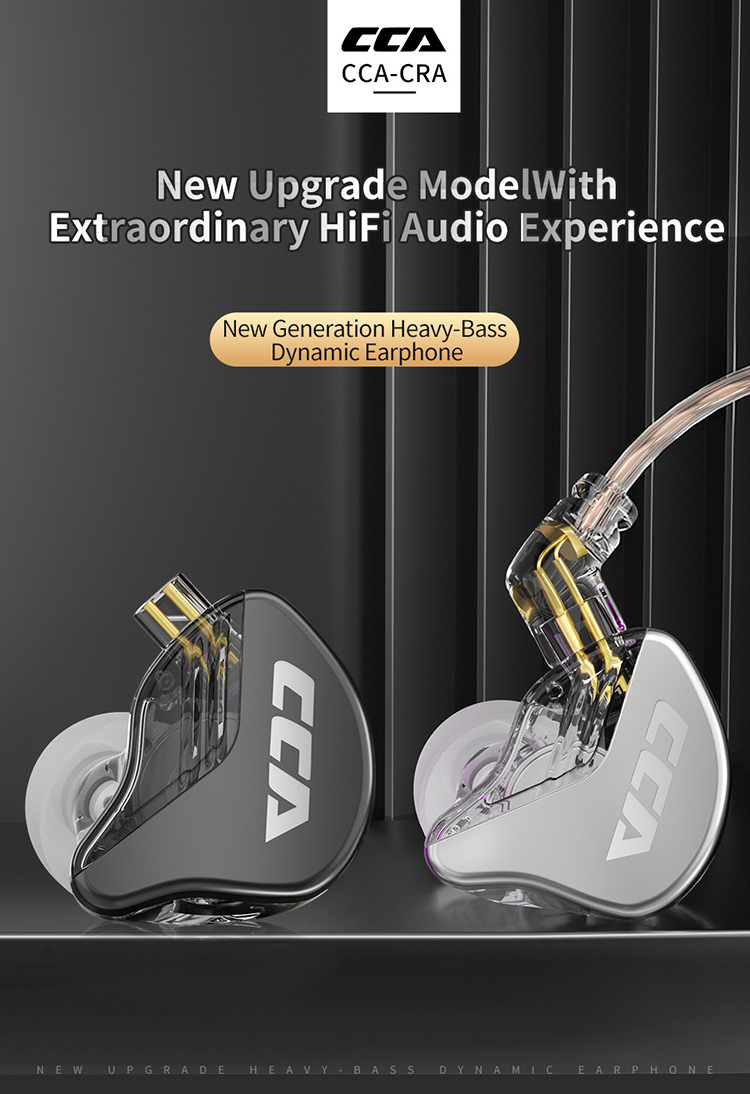 CCA
CCA-CRA
New Upgrade ModelWith
Extraordinary HiFi Audio Experience
New Generation Heavy-Bass
Dynamic Earphone
CCA
CCA
NEW UPGRADE HEAVY-BASS DYNAMIC EARPHONE